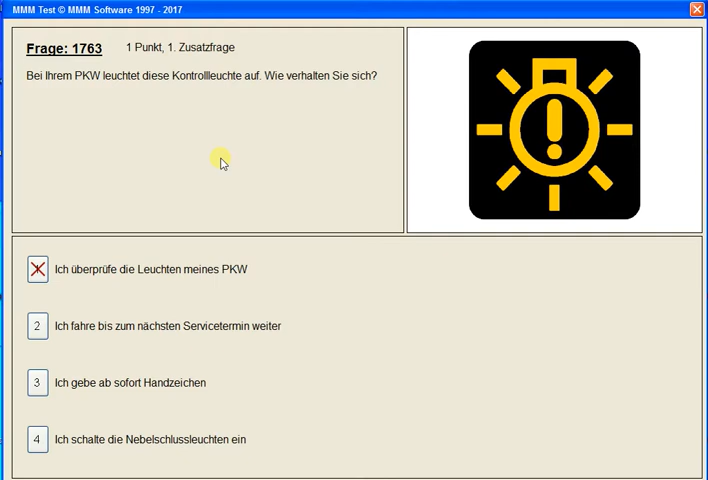 MMM Test © MMM Software 1997 - 2017
Frage: 1763 1 Punkt, 1. Zusatzfrage
Bei Ihrem PKW leuchtet diese Kontrollleuchte auf. Wie verhalten Sie sich?
Ich überprüfe die Leuchten meines PKW
2 Ich fahre bis zum nächsten Servicetermin weiter
3 Ich gebe ab sofort Handzeichen
4 Ich schalte die Nebelschlussleuchten ein